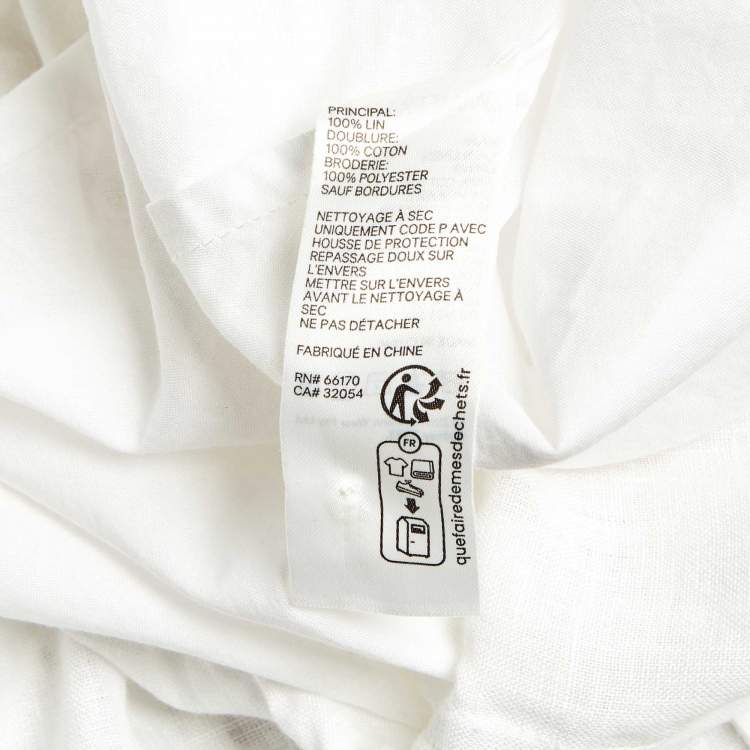 PRINCIPAL:
100% LIN
DOUBLURE:
100% COTON
BRODERIE:
100% POLYESTER
SAUF BORDURES
NETTOYAGE À SEC
UNIQUEMENT CODE P AVEC
HOUSSE DE PROTECTION
REPASSAGE DOUX SUR
L'ENVERS
METTRE SUR L'ENVERS
AVANT LE NETTOYAGE À
SEC
NE PAS DÉTACHER
FABRIQUÉ EN CHINE
RN# 66170
CA# 32054
FR
quefairedemesdechets.fr